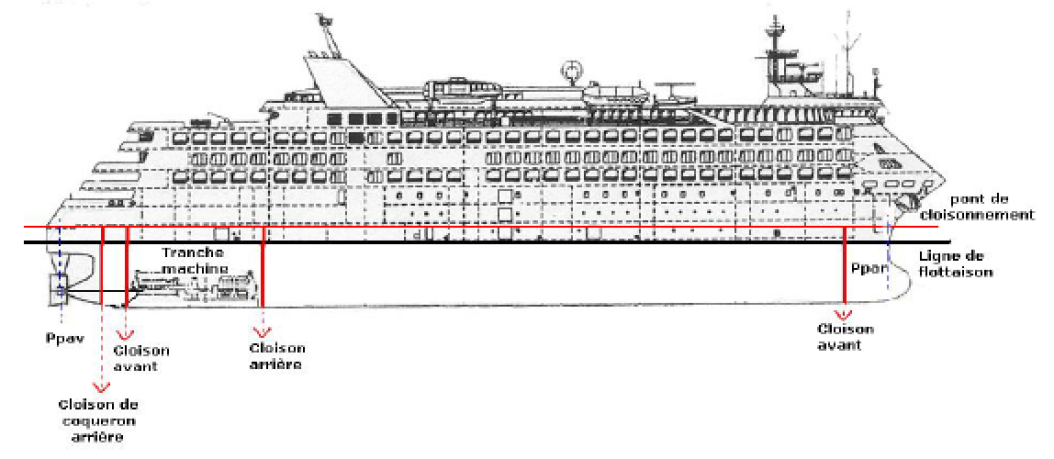 pont de
cloisonnement
Tranche
machine
Ppar
Ligne de
flottaison
Ppav
Cloison
avant
Cloison
arrière
Cloison
avant
Cloison de
coqueron
arrière